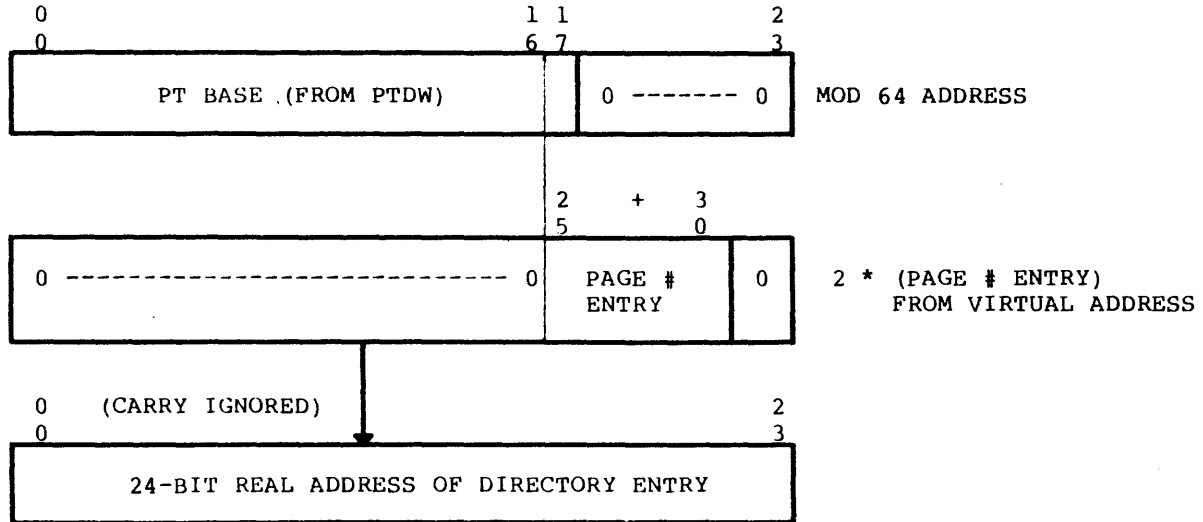 0 1 1 2
0 6 7 3
PT BASE (FROM PTDW) 0 ------- 0 MOD 64 ADDRESS
2 + 3
5 0
0 ---------------------------- 0 PAGE # 0 2 * (PAGE # ENTRY)
ENTRY FROM VIRTUAL ADDRESS
0 (CARRY IGNORED) 2
0 3
24-BIT REAL ADDRESS OF DIRECTORY ENTRY